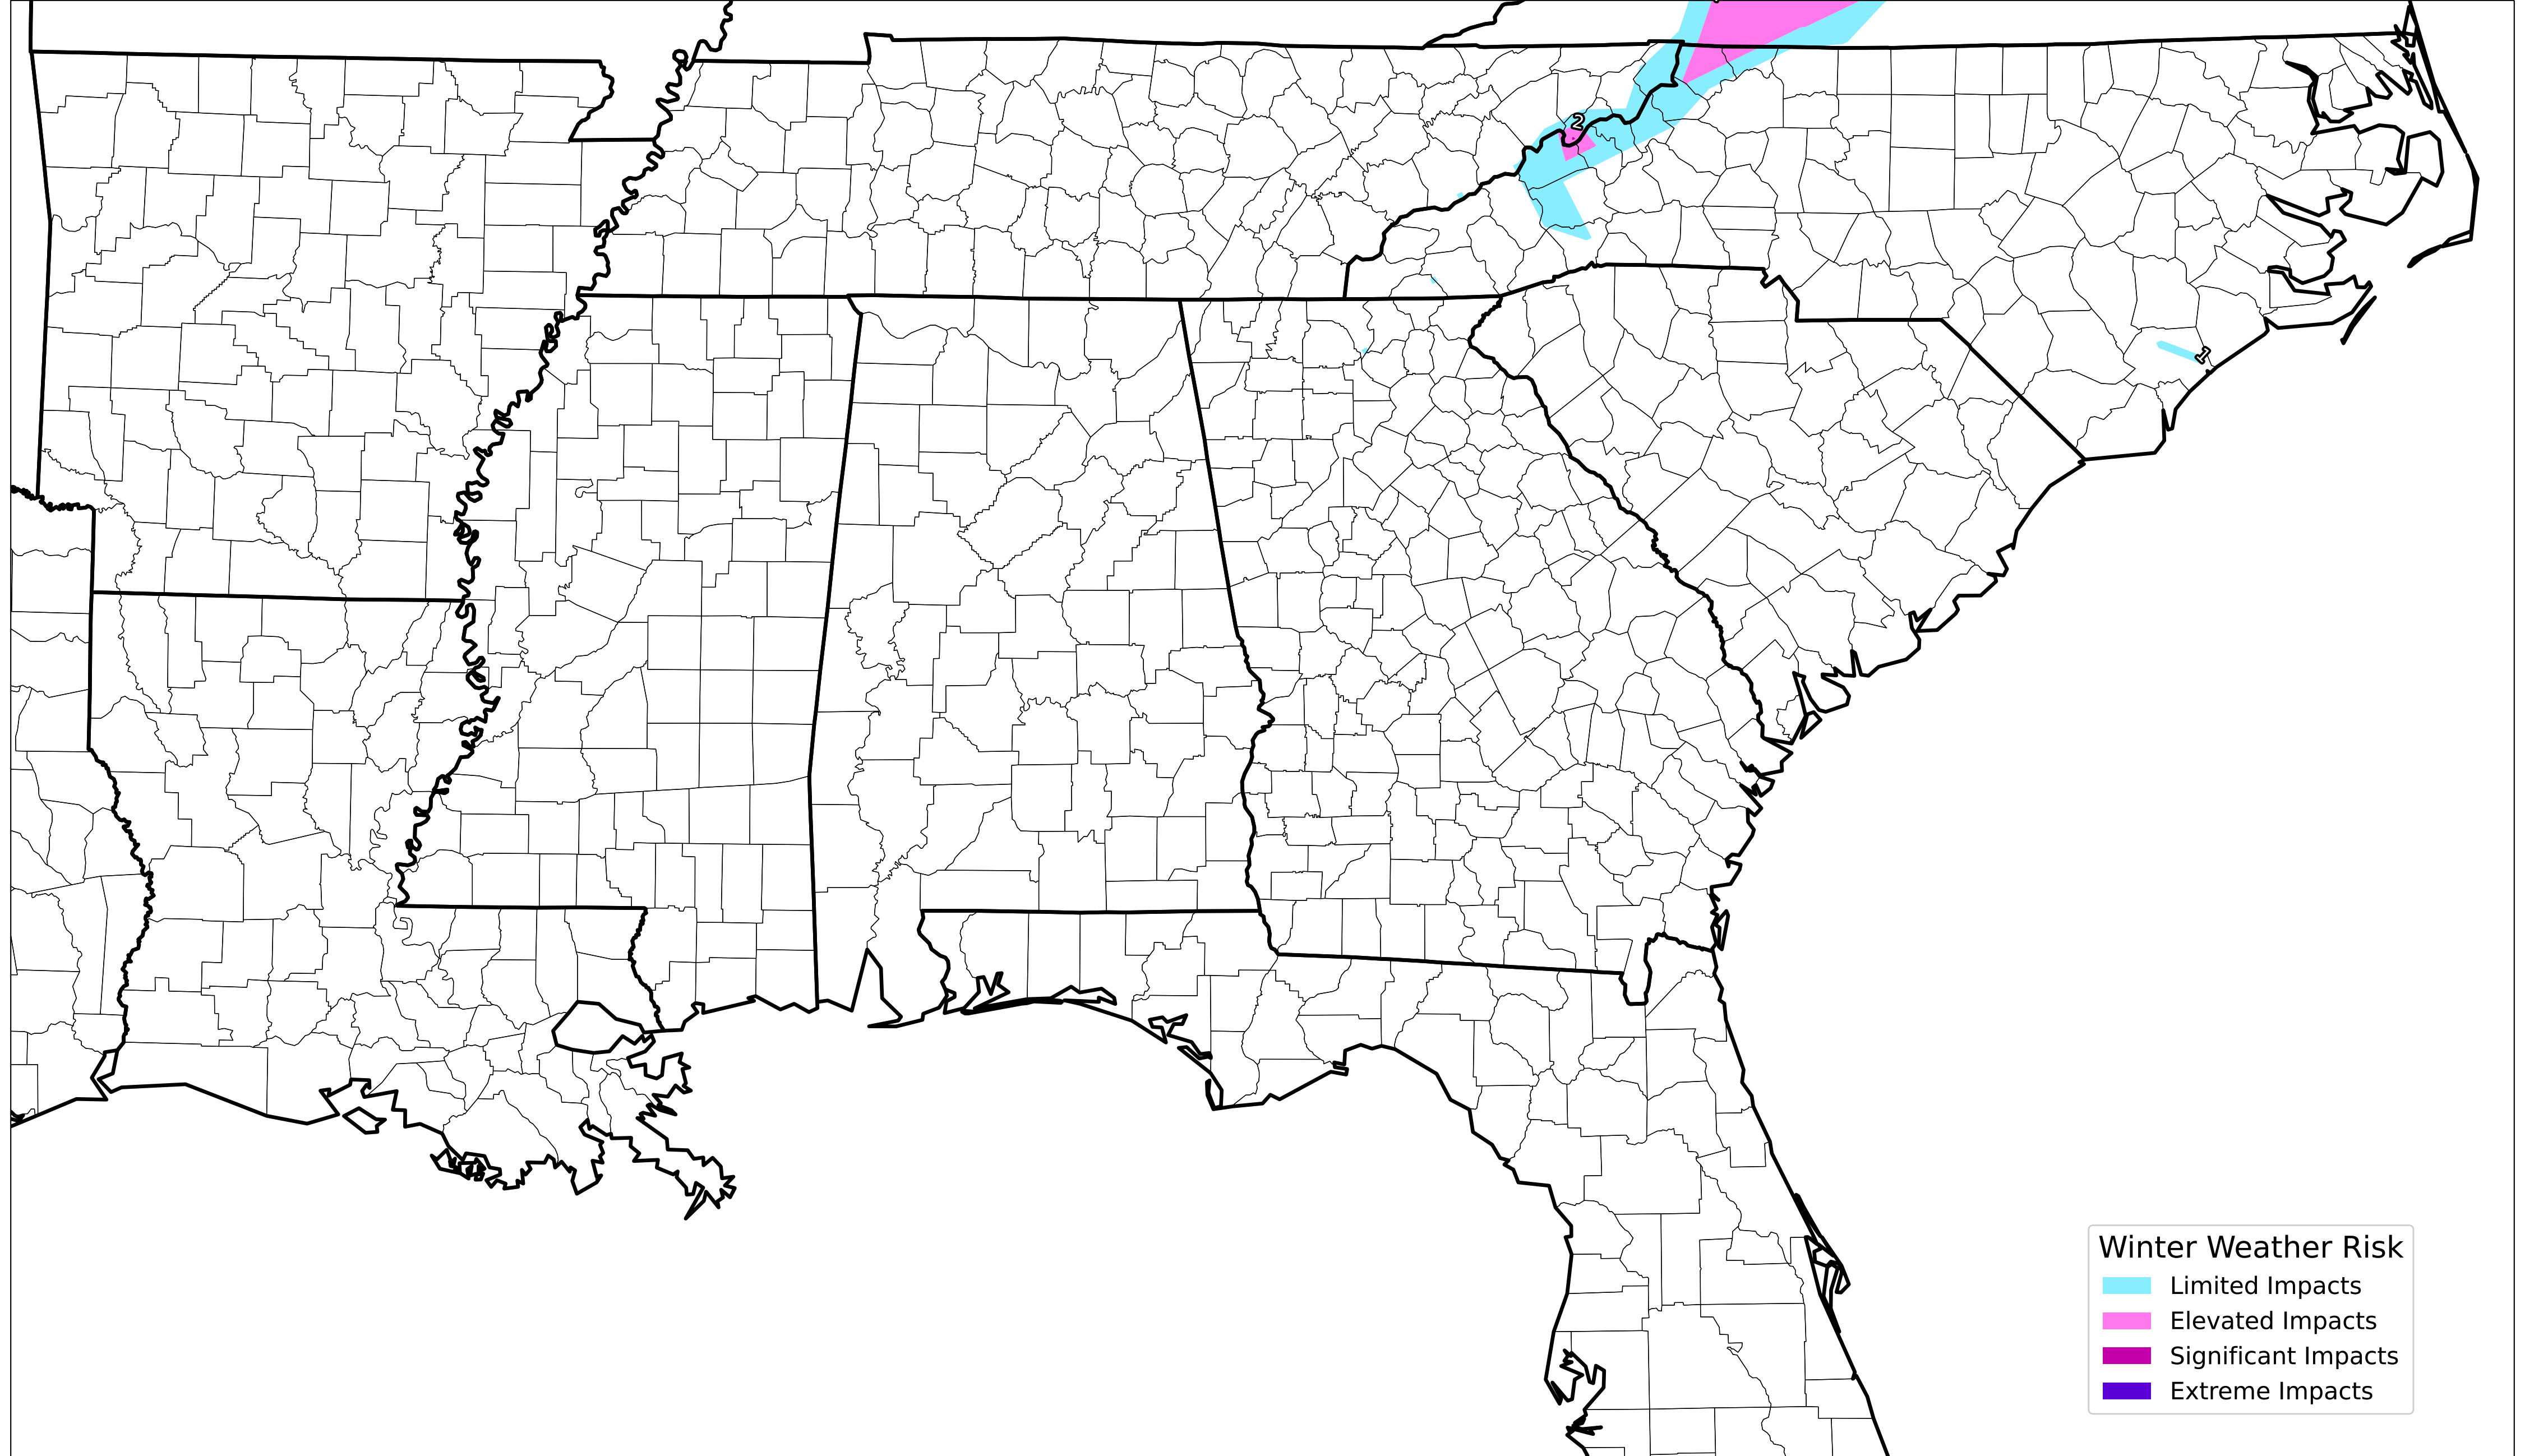 2
1
Winter Weather Risk
Limited Impacts
Elevated Impacts
Significant Impacts
Extreme Impacts